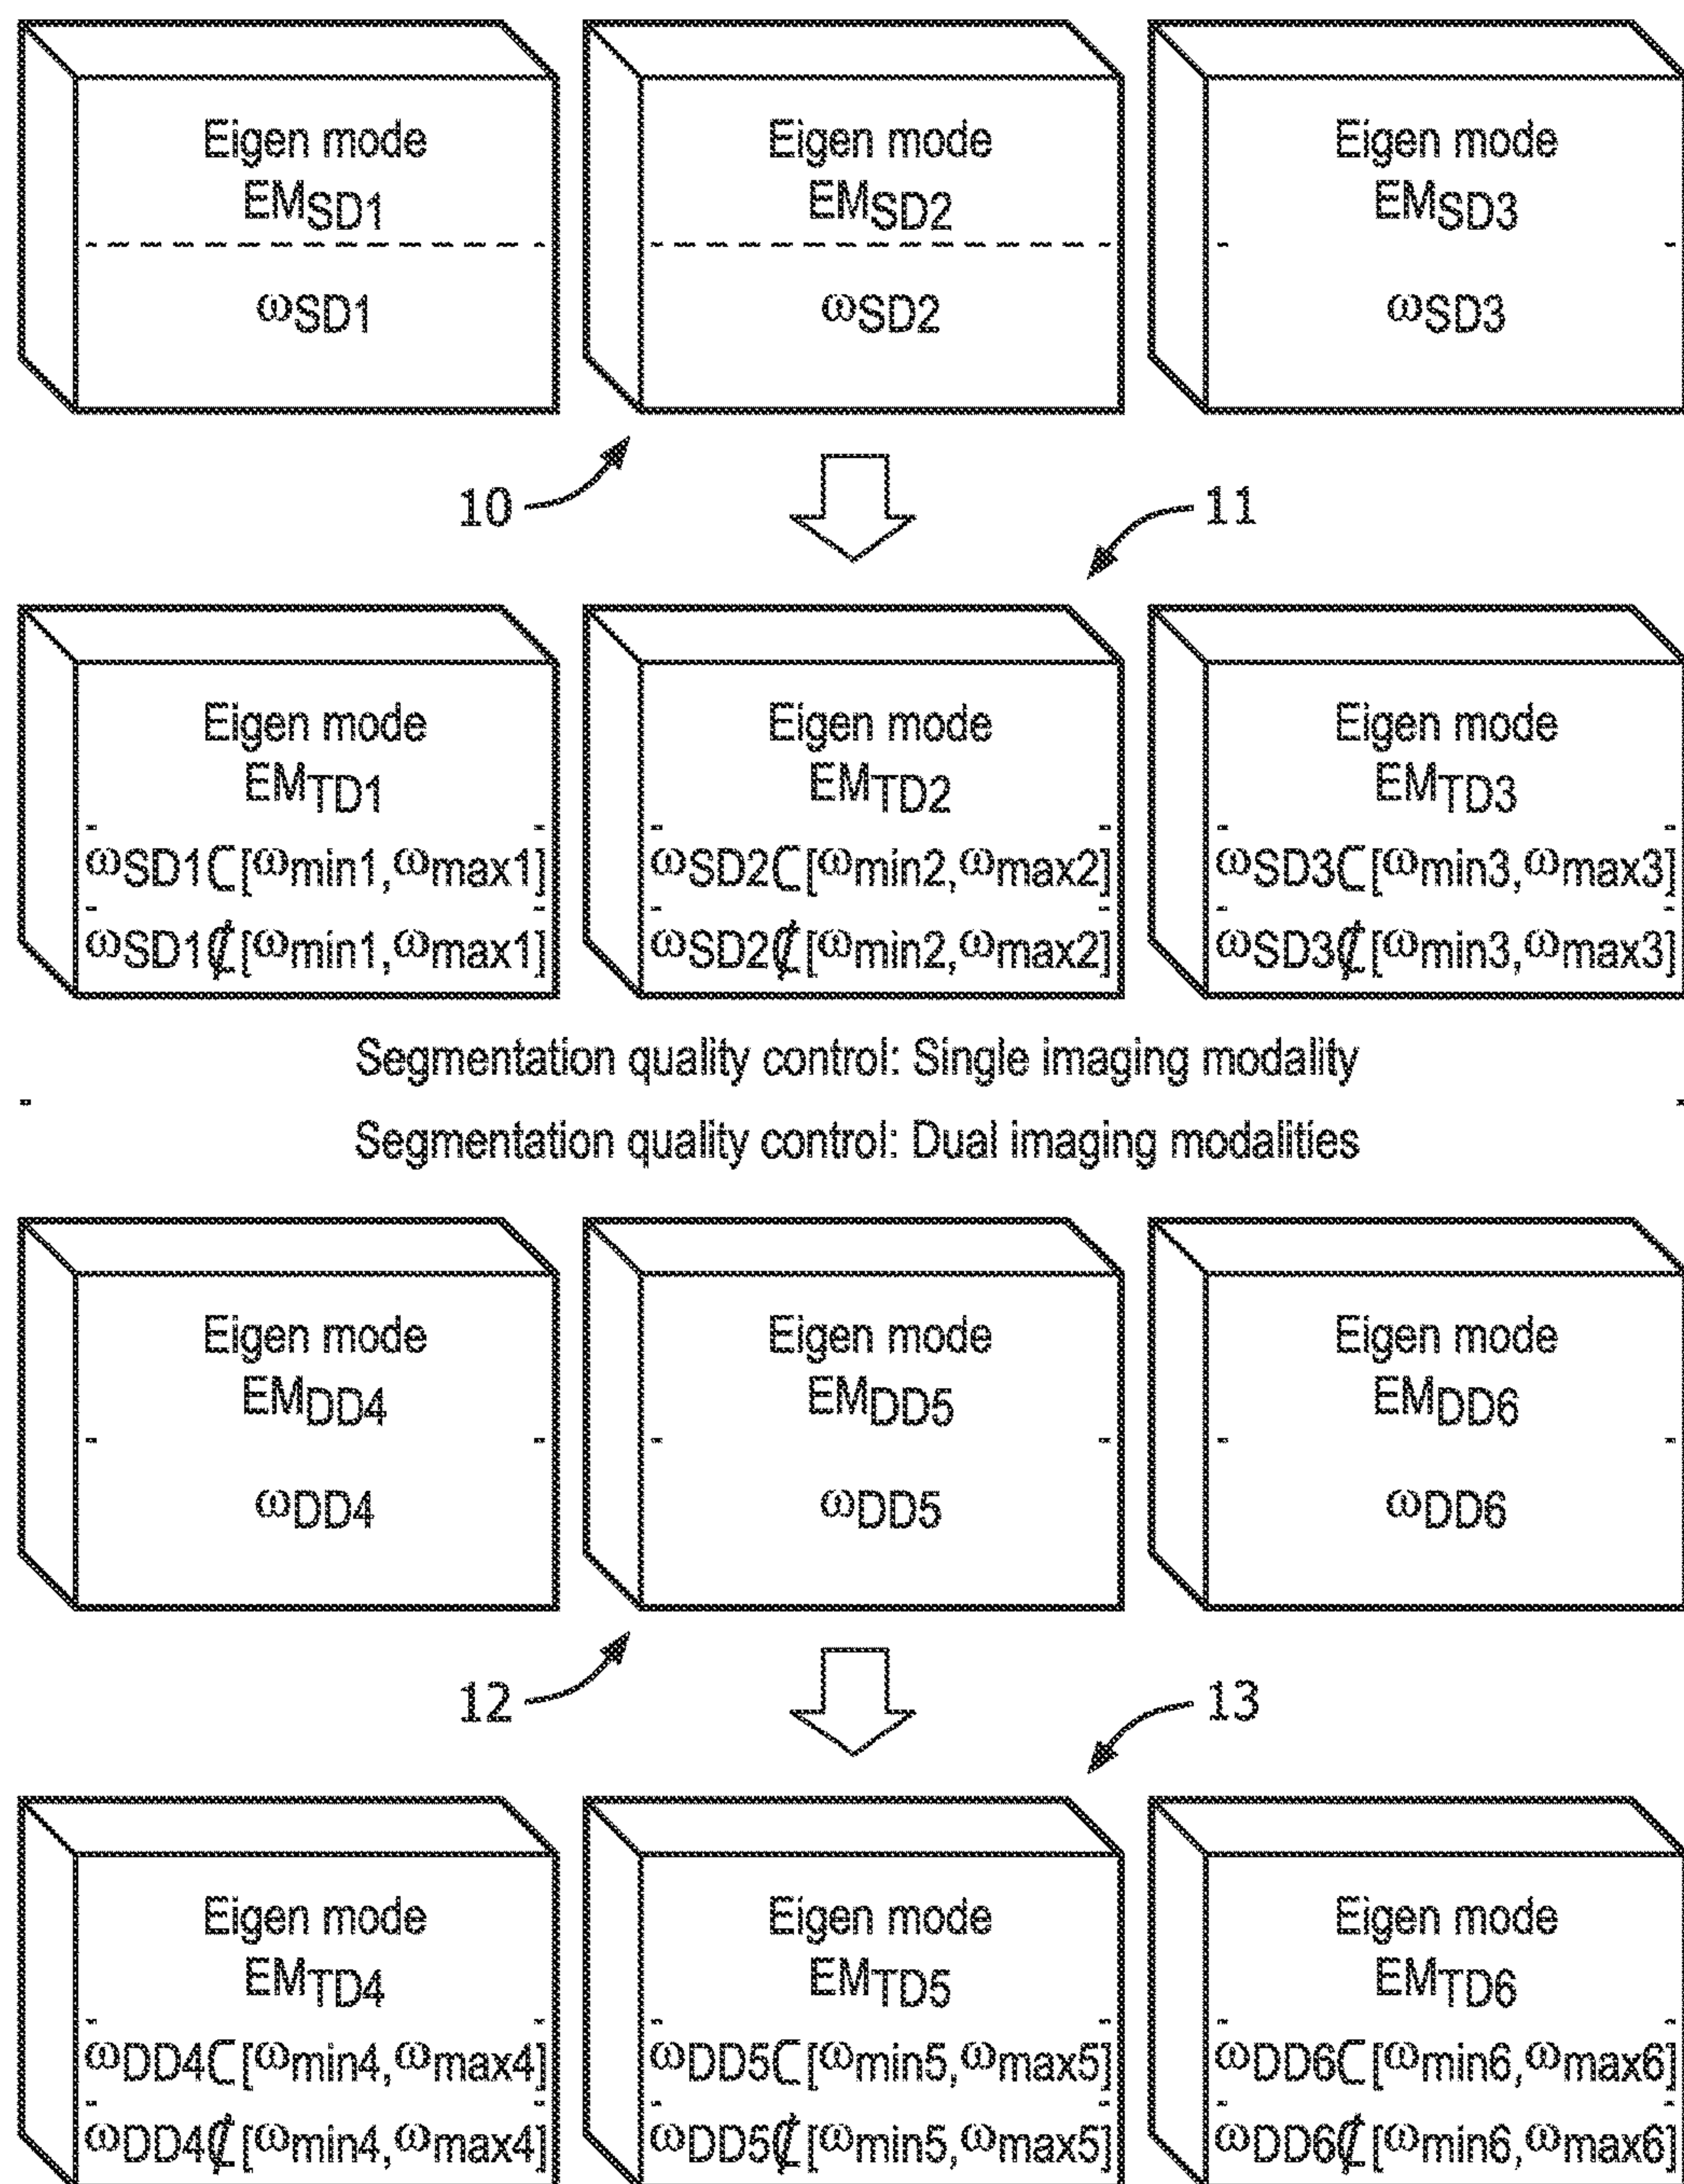 Eigen mode
EMSD1
ωSD1
Eigen mode
EMSD2
ωSD2
Eigen mode
EMSD3
ωSD3
10
11
Eigen mode
EMTD1
ωSD1⊂[ωmin1,ωmax1]
ωSD1⊄[ωmin1,ωmax1]
Eigen mode
EMTD2
ωSD2⊂[ωmin2,ωmax2]
ωSD2⊄[ωmin2,ωmax2]
Eigen mode
EMTD3
ωSD3⊂[ωmin3,ωmax3]
ωSD3⊄[ωmin3,ωmax3]
Segmentation quality control: Single imaging modality
Segmentation quality control: Dual imaging modalities
Eigen mode
EMDD4
ωDD4
Eigen mode
EMDD5
ωDD5
Eigen mode
EMDD6
ωDD6
12
13
Eigen mode
EMTD4
ωDD4⊂[ωmin4,ωmax4]
ωDD4⊄[ωmin4,ωmax4]
Eigen mode
EMTD5
ωDD5⊂[ωmin5,ωmax5]
ωDD5⊄[ωmin5,ωmax5]
Eigen mode
EMTD6
ωDD6⊂[ωmin6,ωmax6]
ωDD6⊄[ωmin6,ωmax6]